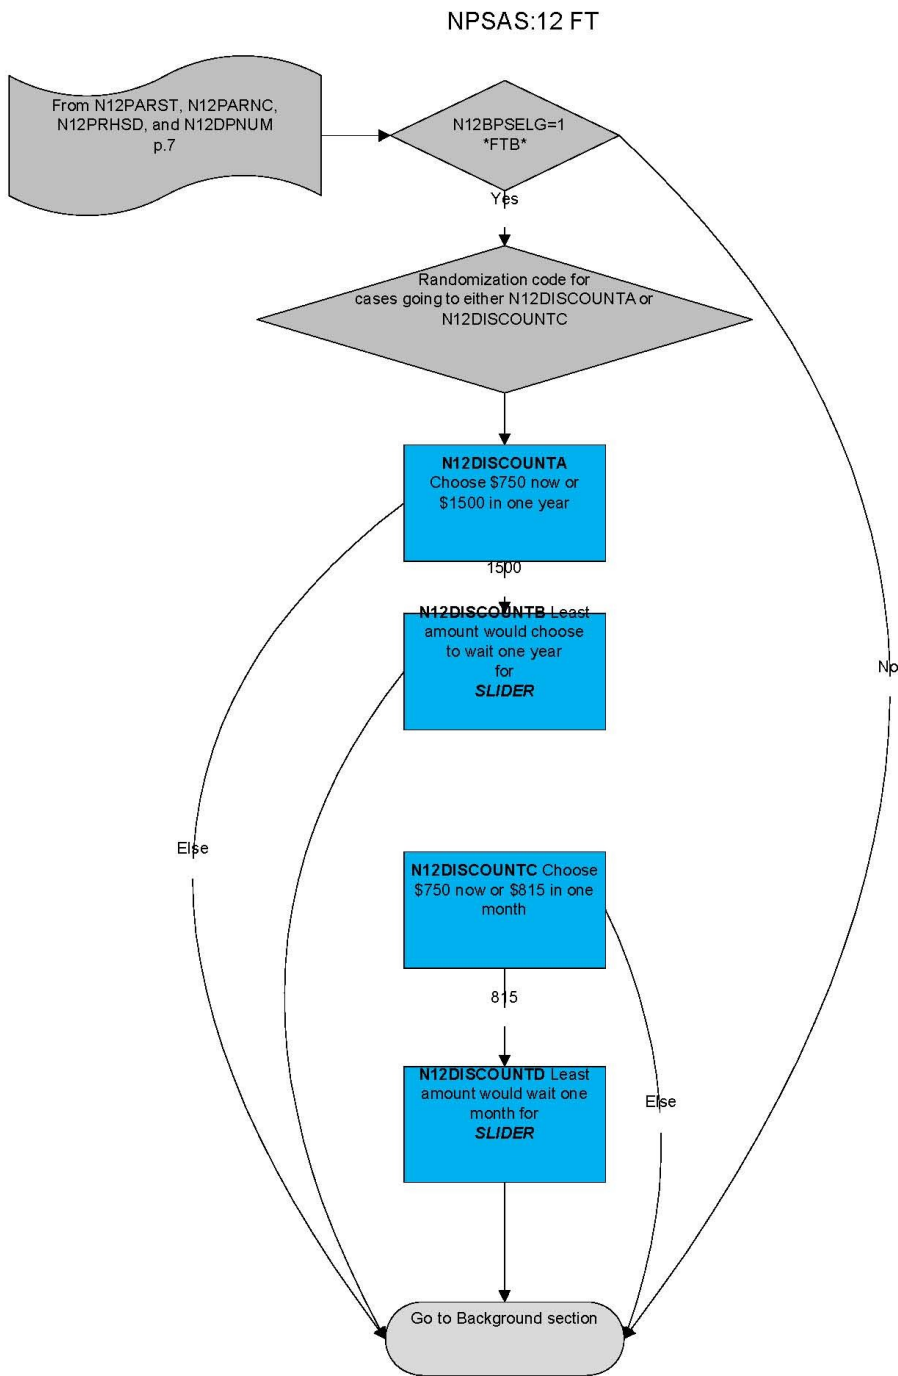 NPSAS:12 FT
From N12PARST, N12PARNC,
N12PRHSD, and N12DPNUM
p.7
N12BPSELG=1
*FTB*
Yes
Randomization code for
cases going to either N12DISCOUNTA or
N12DISCOUNTC
N12DISCOUNTA
Choose $750 now or
$1500 in one year
1500
N12DISCOUNTB Least
amount would choose
to wait one year
for
SLIDER
No
Else
N12DISCOUNTC Choose
$750 now or $815 in one
month
815
N12DISCOUNTD Least
amount would wait one
month for
SLIDER
Else
Go to Background section